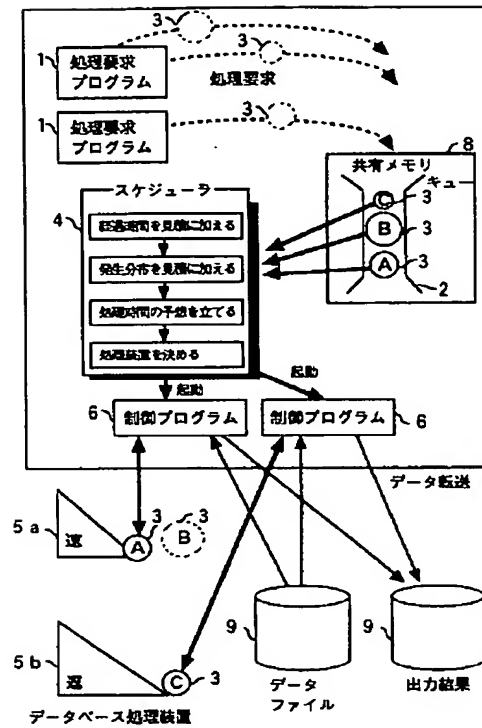 3
3
1
処理要求
プログラム
処理要求
3
1
処理要求
プログラム
8
共有メモリ
キュー
スケジューラ
4
C 3
B 3
A 3
2
経過時間を見積に加える
発生分布を見積に加える
処理時間の予想を立てる
処理装置を決める
起動
起動
6
制御プログラム
制御プログラム
6
データ転送
5a
速
3
A
3
B
5b
遅
C
3
9
9
データベース処理装置
データ
ファイル
出力結果